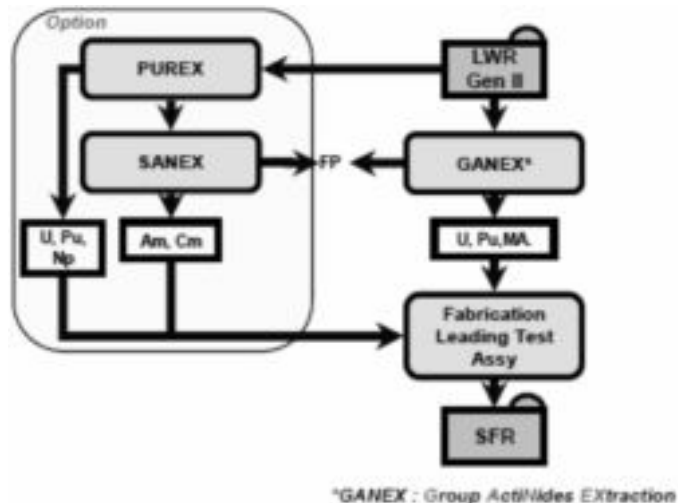 Option
PUREX
LWR
Gen II
SANEX
FP
GANEX*
U, Pu,
Np
Am, Cm
U, Pu,MA.
Fabrication
Leading Test
Assy
SFR
*GANEX : Group ActiNides EXtraction